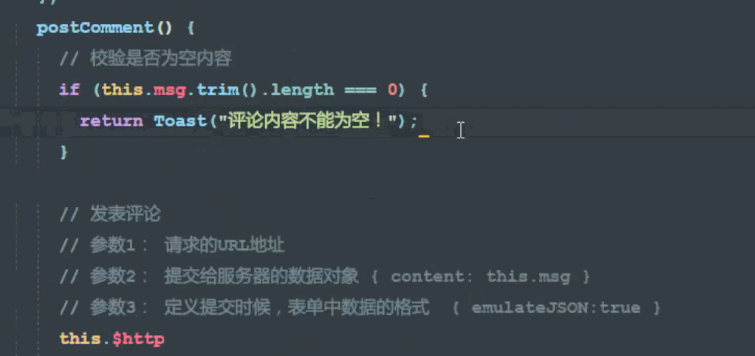 postComment() {
// 校验是否为空内容
if (this.msg.trim().length === 0) {
return Toast("评论内容不能为空！");
}
// 发表评论
// 参数1： 请求的URL地址
// 参数2： 提交给服务器的数据对象 { content: this.msg }
// 参数3： 定义提交时候，表单中数据的格式 { emulateJSON:true }
this.$http